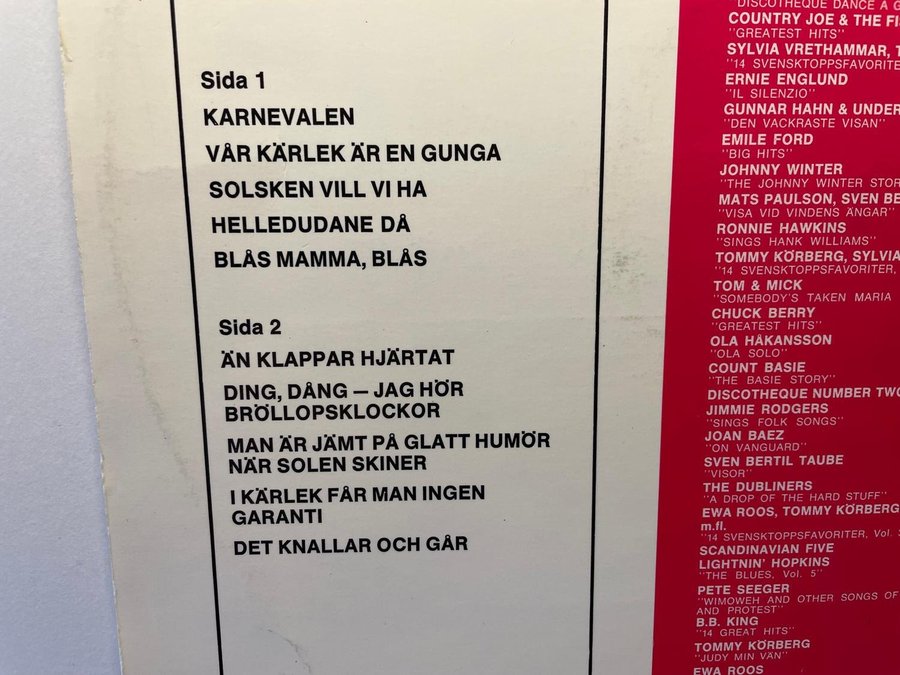 Sida 1
KARNEVALEN
VÅR KÄRLEK ÄR EN GUNGA
SOLSKEN VILL VI HA
HELLEDUDANE DÅ
BLÅS MAMMA, BLÅS
Sida 2
ÄN KLAPPAR HJÄRTAT
DING, DÅNG – JAG HÖR
BRÖLLOPSKLOCKOR
MAN ÄR JÄMT PÅ GLATT HUMÖR
NÄR SOLEN SKINER
I KÄRLEK FÅR MAN INGEN
GARANTI
DET KNALLAR OCH GÅR
"DISCOTHEQUE DANCE A
COUNTRY JOE & THE
"GREATEST HITS"
SYLVIA VRETHAMMAR,
"14 SVENSKTOPPSFAVORITE
ERNIE ENGLUND
"IL SILENZIO"
GUNNAR HAHN & UNDER
"DEN VACKRASTE VISAN"
EMILE FORD
"BIG HITS"
JOHNNY WINTER
"THE JOHNNY WINTER STOR
MATS PAULSON, SVEN BE
"VISA VID VINDENS ÄNGAR"
RONNIE HAWKINS
"SINGS HANK WILLIAMS"
TOMMY KÖRBERG, SYLVIA
"14 SVENSKTOPPSFAVORITER,
TOM & MICK
"SOMEBODY'S TAKEN MARIA
CHUCK BERRY
"GREATEST HITS"
OLA HÅKANSSON
"OLA SOLO"
COUNT BASIE
"THE BASIE STORY"
DISCOTHEQUE NUMBER TWO
JIMMIE RODGERS
"SINGS FOLK SONGS"
JOAN BAEZ
"ON VANGUARD"
SVEN BERTIL TAUBE
"VISOR"
THE DUBLINERS
"A DROP OF THE HARD STUFF"
EWA ROOS, TOMMY KÖRBERG,
m.fl.
"14 SVENSKTOPPSFAVORITER, Vol.
SCANDINAVIAN FIVE
LIGHTNIN' HOPKINS
"THE BLUES, Vol. 5"
PETE SEEGER
"WIMOWEH AND OTHER SONGS OF
AND PROTEST"
B.B. KING
"14 GREAT HITS"
TOMMY KÖRBERG
"JUDY MIN VÄN"
EWA ROOS